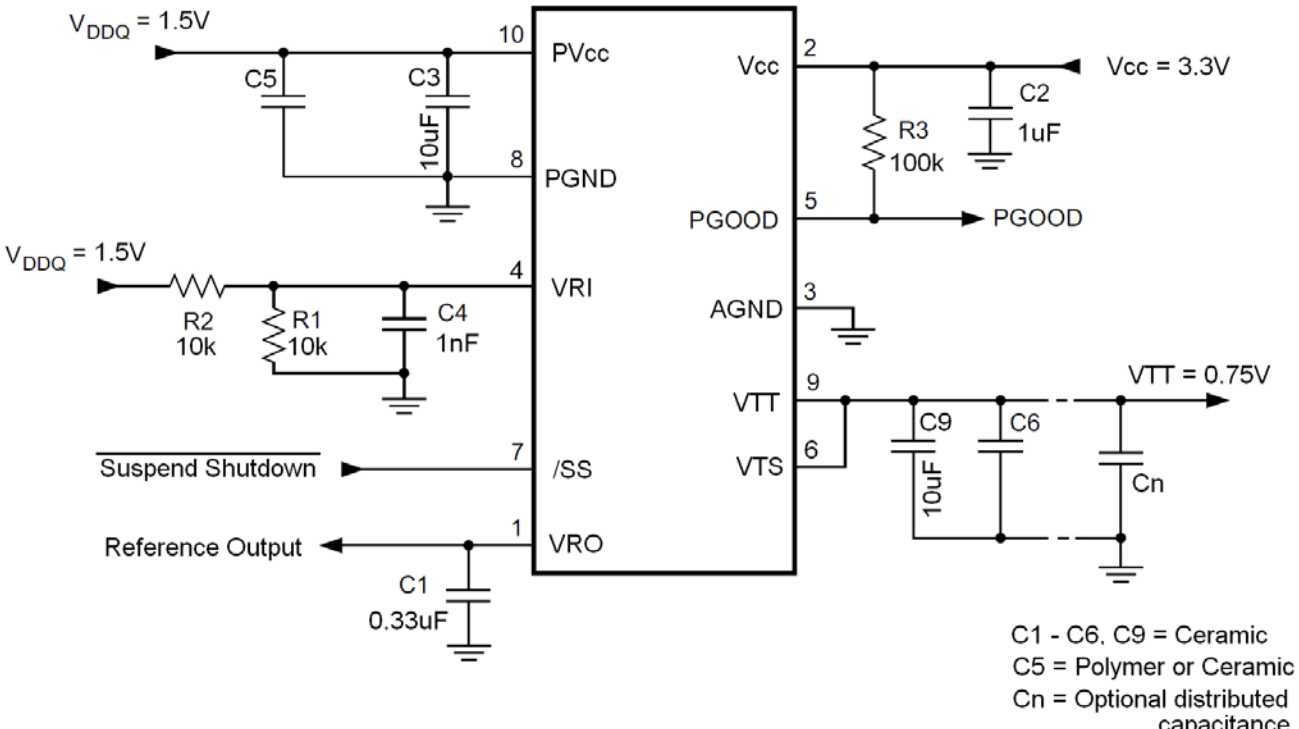 VDDQ = 1.5V
10
PVcc
C5
C3
10uF
8
PGND
VDDQ = 1.5V
4
VRI
R2
10k
R1
10k
C4
1nF
Suspend Shutdown
7
/SS
Reference Output
1
VRO
C1
0.33uF
2
Vcc
Vcc = 3.3V
C2
1uF
R3
100k
5
PGOOD
PGOOD
3
AGND
9
VTT
VTT = 0.75V
6
VTS
C9
10uF
C6
Cn
C1 - C6, C9 = Ceramic
C5 = Polymer or Ceramic
Cn = Optional distributed
capacitance